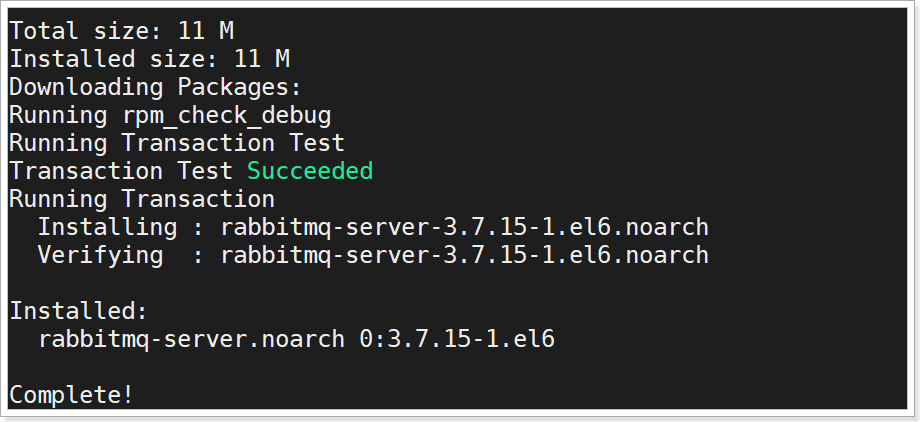 Total size: 11 M
Installed size: 11 M
Downloading Packages:
Running rpm_check_debug
Running Transaction Test
Transaction Test Succeeded
Running Transaction
  Installing : rabbitmq-server-3.7.15-1.el6.noarch
  Verifying  : rabbitmq-server-3.7.15-1.el6.noarch

Installed:
  rabbitmq-server.noarch 0:3.7.15-1.el6

Complete!